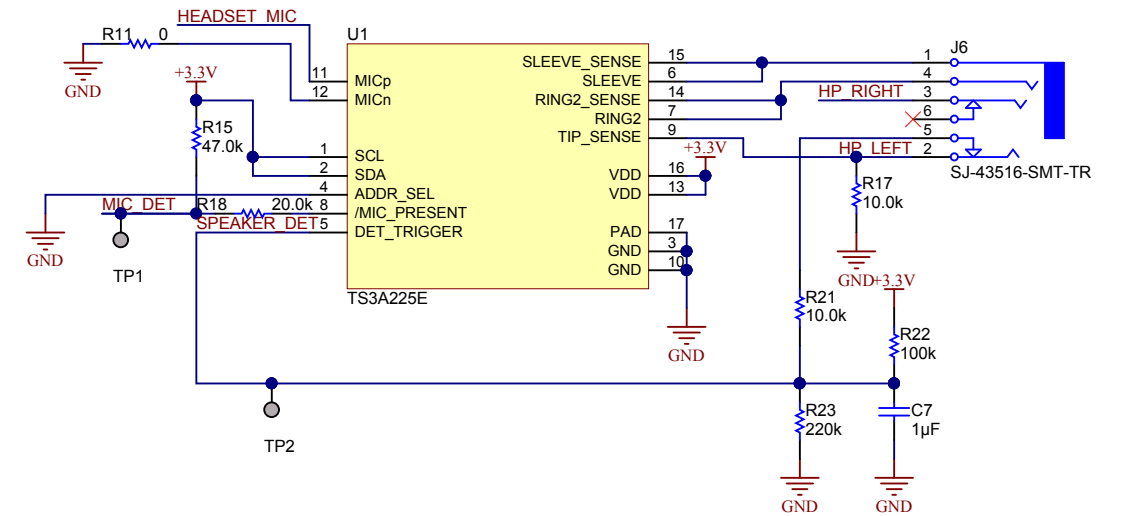 HEADSET_MIC
R11 0
GND
+3.3V
R15
47.0k
MIC_DET
TP1
GND
R18 20.0k
SPEAKER_DET
U1
11 MICp
12 MICn
1 SCL
2 SDA
4 ADDR_SEL
8 /MIC_PRESENT
5 DET_TRIGGER
SLEEVE_SENSE 15
SLEEVE 6
RING2_SENSE 14
RING2 7
TIP_SENSE 9
VDD 16
VDD 13
PAD 17
GND 3
GND 10
TS3A225E
+3.3V
GND
J6
1
4
HP_RIGHT 3
6
5
HP_LEFT 2
SJ-43516-SMT-TR
R17
10.0k
GND
+3.3V
R21
10.0k
R22
100k
TP2
R23
220k
C7
1µF
GND
GND